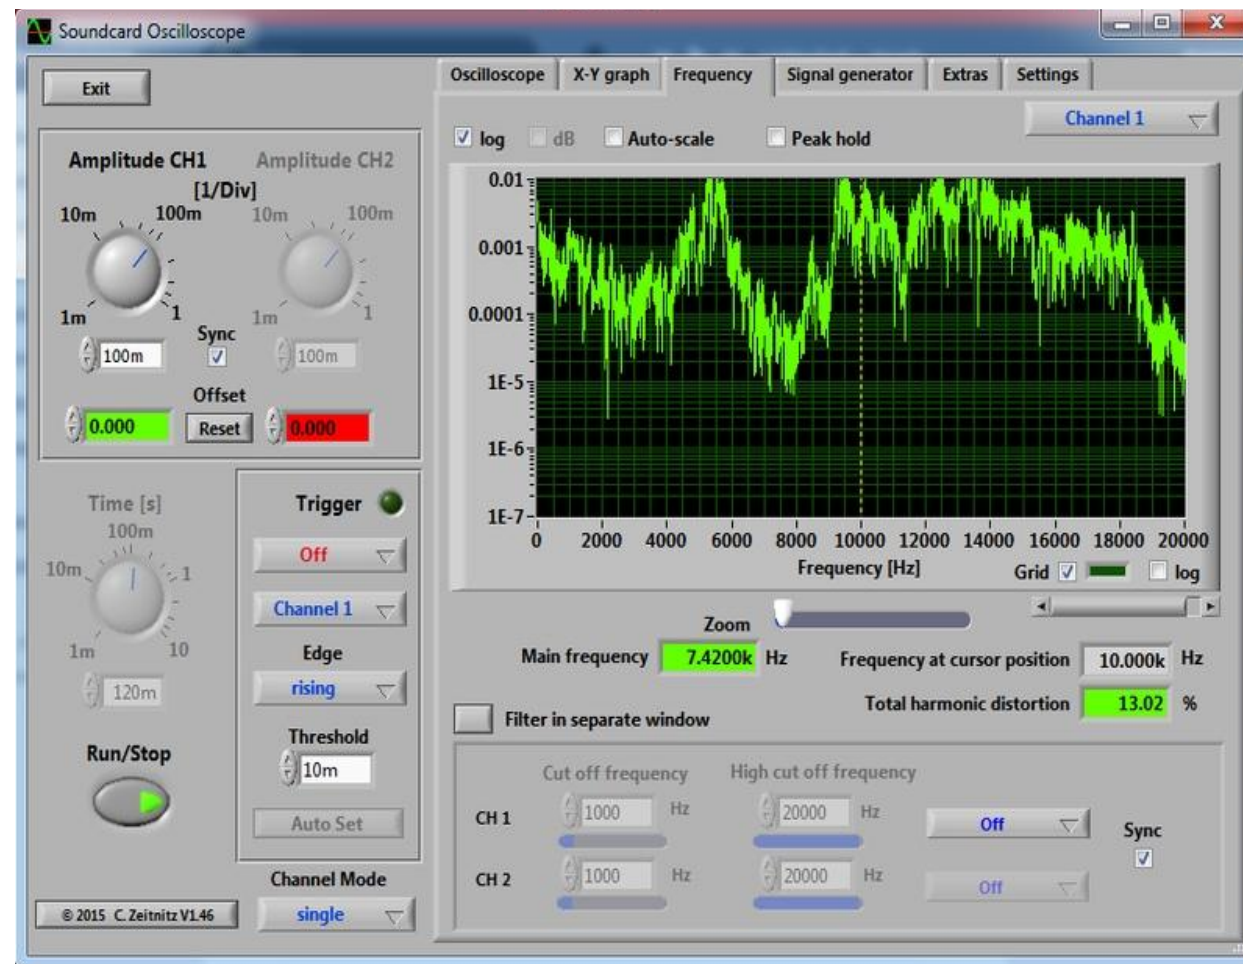 Soundcard Oscilloscope
Exit
Oscilloscope X-Y graph Frequency Signal generator Extras Settings
Channel 1
log dB Auto-scale Peak hold
Amplitude CH1 Amplitude CH2
[1/Div]
10m 100m 10m 100m
1m 1 1m 1
Sync
100m 100m
Offset
0.000 Reset 0.000
0.01
0.001
0.0001
1E-5
1E-6
1E-7
0 2000 4000 6000 8000 10000 12000 14000 16000 18000 20000
Frequency [Hz]
Grid log
Time [s]
100m
10m 1
1m 10
120m
Run/Stop
Trigger
Off
Channel 1
Edge
rising
Threshold
10m
Auto Set
Channel Mode
single
© 2015 C. Zeitnitz V1.46
Zoom
Main frequency 7.4200k Hz
Frequency at cursor position 10.000k Hz
Total harmonic distortion 13.02 %
Filter in separate window
Cut off frequency High cut off frequency
CH 1 1000 Hz 20000 Hz Off
Sync
CH 2 1000 Hz 20000 Hz Off